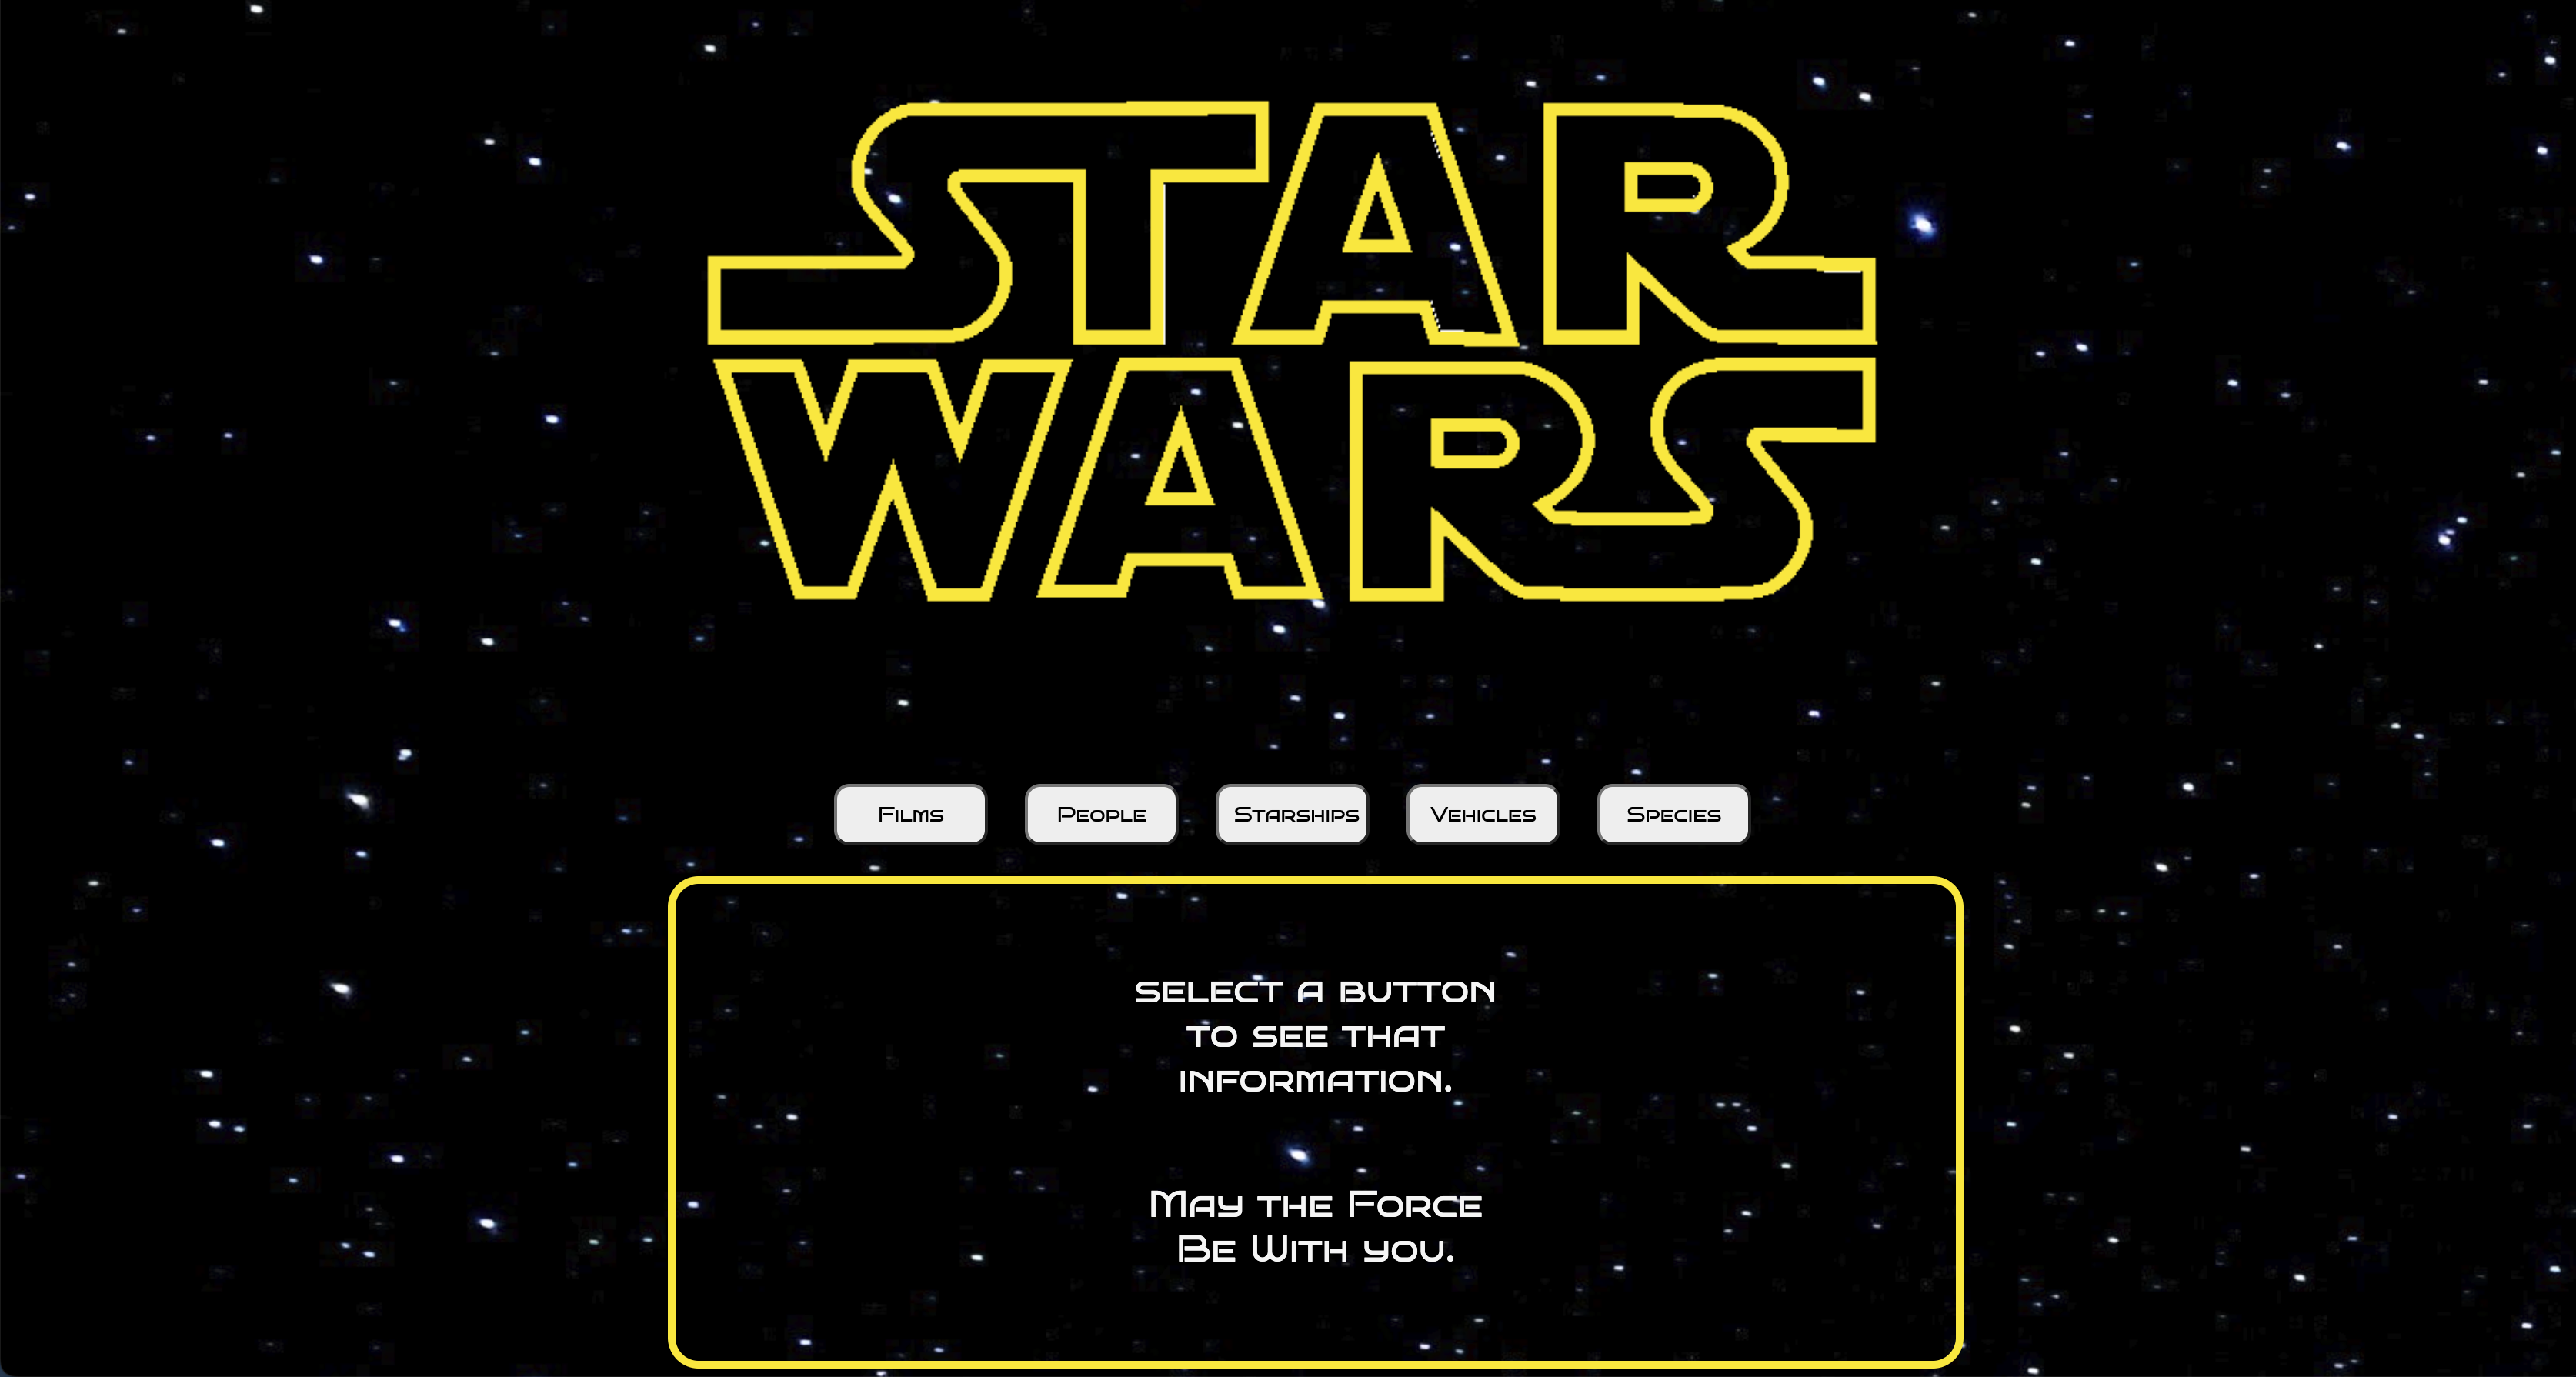 STAR
WARS
Films People Starships Vehicles Species
select a button
to see that
information.
May the Force
Be With you.